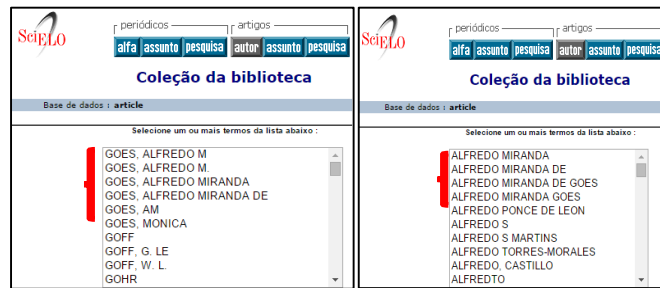 SciELO
periódicos artigos
alfa assunto pesquisa autor assunto pesquisa
Coleção da biblioteca
Base de dados : article
Selecione um ou mais termos da lista abaixo :
GOES, ALFREDO M
GOES, ALFREDO M.
GOES, ALFREDO MIRANDA
GOES, ALFREDO MIRANDA DE
GOES, AM
GOES, MONICA
GOFF
GOFF, G. LE
GOFF, W. L.
GOHR
SciELO
periódicos artigos
alfa assunto pesquisa autor assunto pesquisa
Coleção da biblioteca
Base de dados : article
Selecione um ou mais termos da lista abaixo :
ALFREDO MIRANDA
ALFREDO MIRANDA DE
ALFREDO MIRANDA DE GOES
ALFREDO MIRANDA GOES
ALFREDO PONCE DE LEON
ALFREDO S
ALFREDO S MARTINS
ALFREDO TORRES-MORALES
ALFREDO, CASTILLO
ALFREDTO